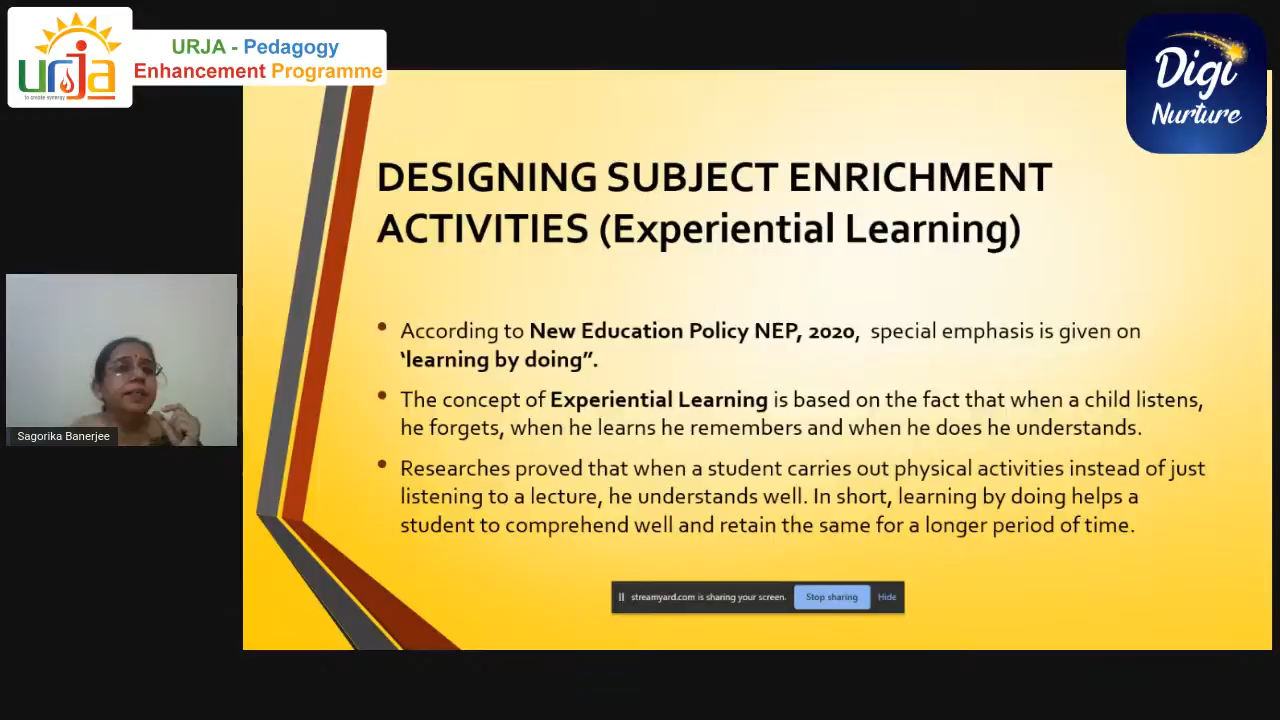 urja
to create synergy
URJA - Pedagogy
Enhancement Programme
Digi
Nurture
DESIGNING SUBJECT ENRICHMENT
ACTIVITIES (Experiential Learning)
• According to New Education Policy NEP, 2020, special emphasis is given on
‘learning by doing”.
• The concept of Experiential Learning is based on the fact that when a child listens,
he forgets, when he learns he remembers and when he does he understands.
• Researches proved that when a student carries out physical activities instead of just
listening to a lecture, he understands well. In short, learning by doing helps a
student to comprehend well and retain the same for a longer period of time.
Sagorika Banerjee
streamyard.com is sharing your screen. Stop sharing Hide